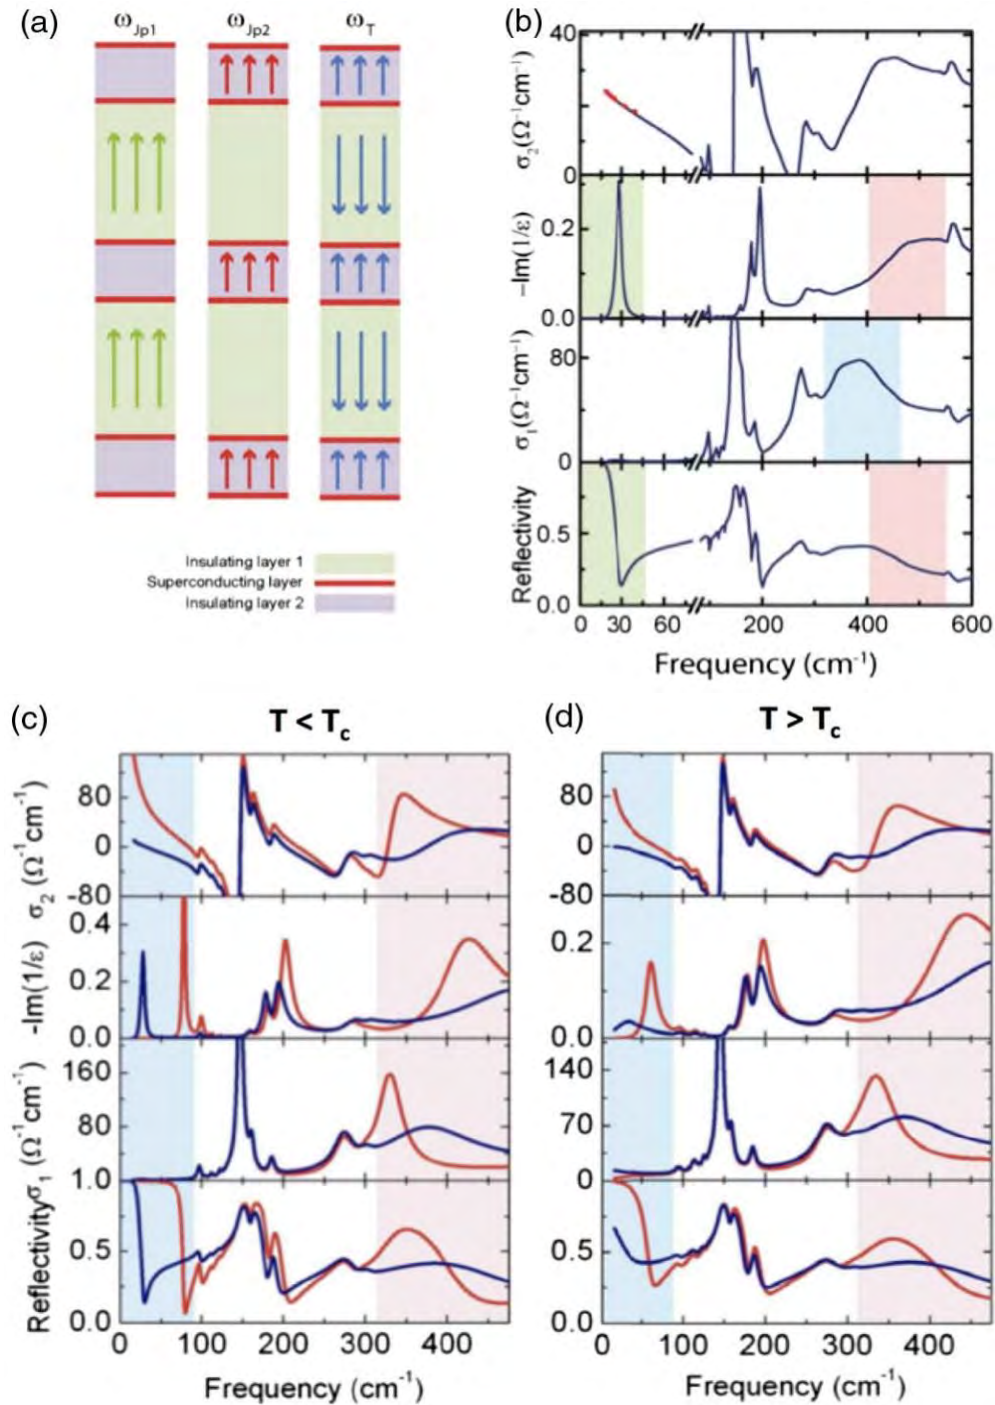 (a)
ω_Jp1 ω_Jp2 ω_T
Insulating layer 1
Superconducting layer
Insulating layer 2
(b)
σ₂(Ω⁻¹cm⁻¹)
40
0
-Im(1/ε)
0
0.2
0.0
σ₁(Ω⁻¹cm⁻¹)
80
0
Reflectivity
0.5
0.0
0 30 60 200 400 600
Frequency (cm⁻¹)
(c)
T < T_c
σ₂ (Ω⁻¹cm⁻¹)
80
0
-80
-Im(1/ε)
0.4
0.2
0.0
σ₁ (Ω⁻¹cm⁻¹)
160
80
Reflectivity
1.0
0.5
0.0
0 100 200 300 400
Frequency (cm⁻¹)
(d)
T > T_c
80
0
-80
0.2
0.0
140
70
0
0.5
0.0
0 100 200 300 400
Frequency (cm⁻¹)